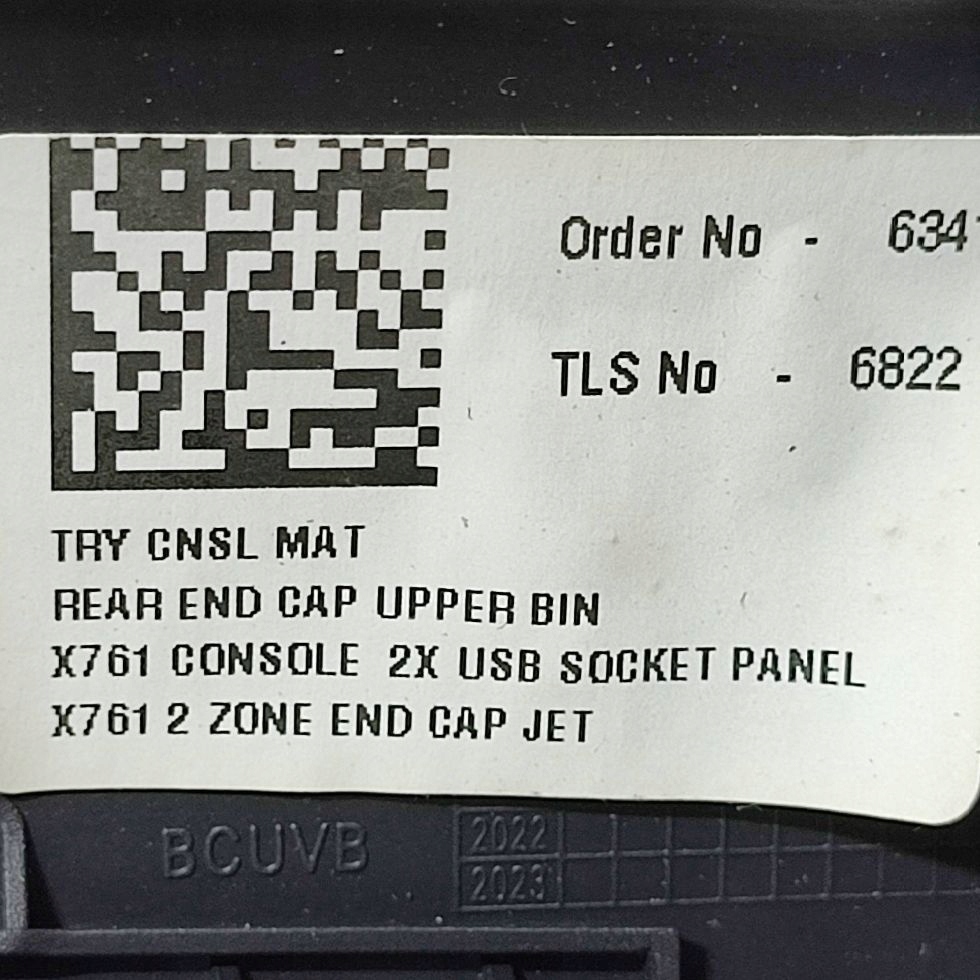 Order No - 634
TLS No - 6822
TRY CNSL MAT
REAR END CAP UPPER BIN
X761 CONSOLE 2X USB SOCKET PANEL
X761 2 ZONE END CAP JET
BCUVB
2022
2023